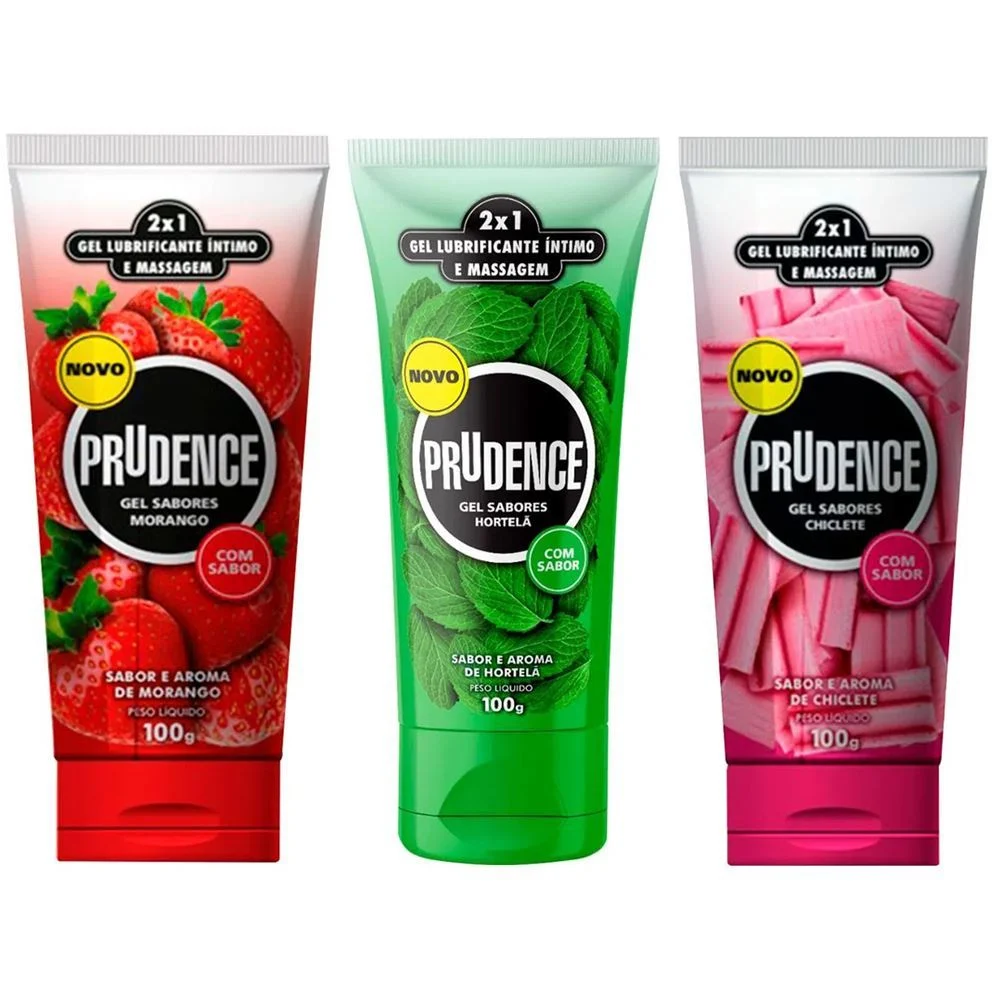 2x1
GEL LUBRIFICANTE ÍNTIMO
E MASSAGEM
NOVO
PRUDENCE
GEL SABORES
MORANGO
COM
SABOR
SABOR E AROMA
DE MORANGO
PESO LÍQUIDO
100g
2x1
GEL LUBRIFICANTE ÍNTIMO
E MASSAGEM
NOVO
PRUDENCE
GEL SABORES
HORTELÃ
COM
SABOR
SABOR E AROMA
DE HORTELÃ
PESO LÍQUIDO
100g
2x1
GEL LUBRIFICANTE ÍNTIMO
E MASSAGEM
NOVO
PRUDENCE
GEL SABORES
CHICLETE
COM
SABOR
SABOR E AROMA
DE CHICLETE
PESO LÍQUIDO
100g